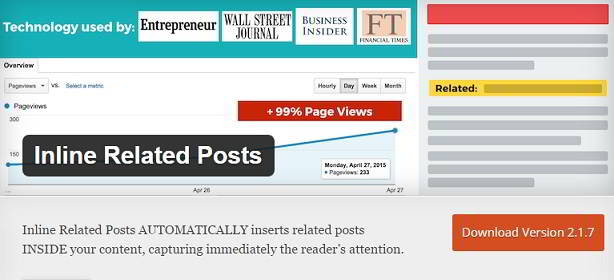 Technology used by:
Entrepreneur
WALL STREET
JOURNAL
BUSINESS
INSIDER
FT
FINANCIAL TIMES
Overview
Pageviews
VS.
Select a metric
Hourly
Day
Week
Month
Pageviews
300
+ 99% Page Views
150
Inline Related Posts
Monday, April 27, 2015
Pageviews: 233
...
Apr 26
Apr 27
Related:
Inline Related Posts AUTOMATICALLY inserts related posts
INSIDE your content, capturing immediately the reader's attention.
Download Version 2.1.7